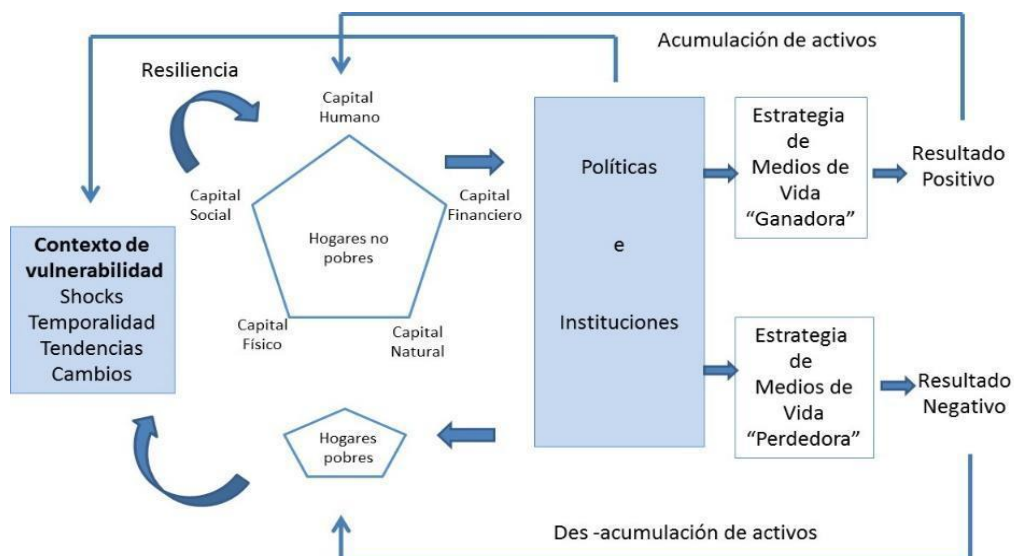 Acumulación de activos
Resiliencia
Capital
Humano
Capital
Social
Capital
Financiero
Hogares no
pobres
Capital
Físico
Capital
Natural
Contexto de
vulnerabilidad
Shocks
Temporalidad
Tendencias
Cambios
Políticas
e
Instituciones
Estrategia
de
Medios de
Vida
“Ganadora”
Resultado
Positivo
Estrategia
de
Medios de
Vida
“Perdedora”
Resultado
Negativo
Hogares
pobres
Des -acumulación de activos